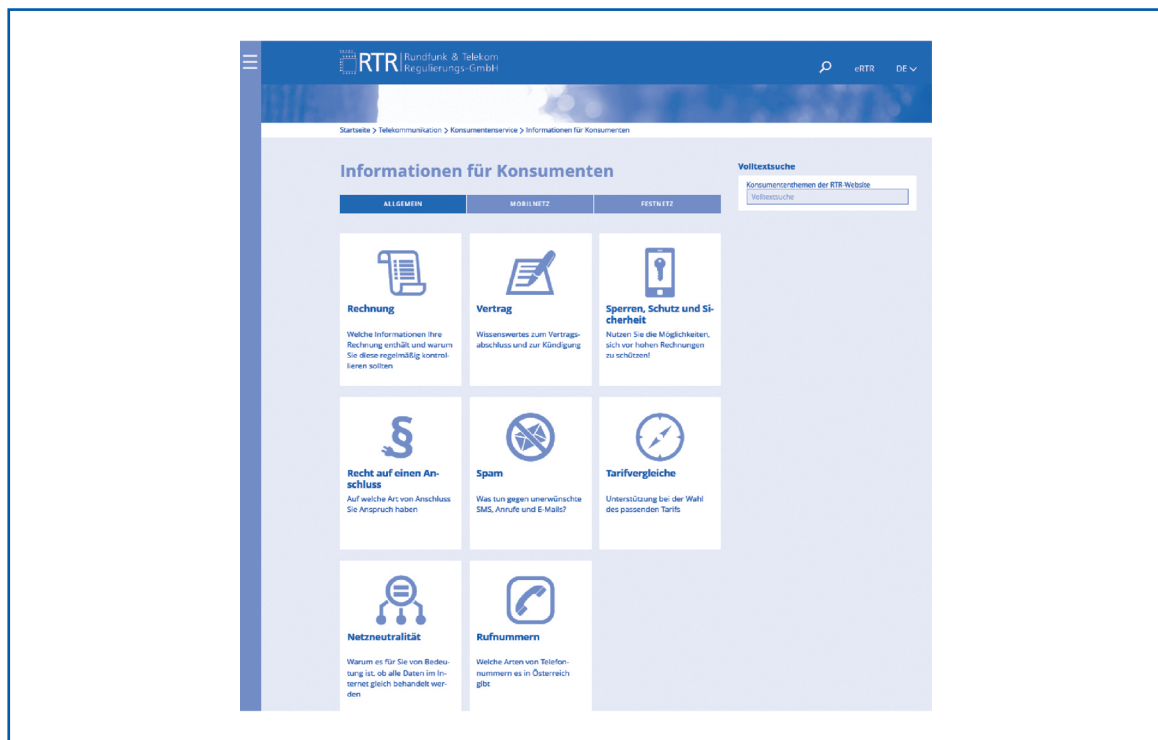 RTR Rundfunk & Telekom
Regulierungs-GmbH
eRTR
DE
Startseite > Telekommunikation > Konsumentenservice > Informationen für Konsumenten
Informationen für Konsumenten
ALLGEMEIN
MOBILNETZ
FESTNETZ
Volltextsuche
Konsumententhemen der RTR-Website
Volltextsuche
Rechnung
Welche Informationen Ihre
Rechnung enthält und warum
Sie diese regelmäßig kontrol-
lieren sollten
Vertrag
Wissenswertes zum Vertrags-
abschluss und zur Kündigung
Sperren, Schutz und Si-
cherheit
Nutzen Sie die Möglichkeiten,
sich vor hohen Rechnungen
zu schützen!
§
Recht auf einen An-
schluss
Auf welche Art von Anschluss
Sie Anspruch haben
Spam
Was tun gegen unerwünschte
SMS, Anrufe und E-Mails?
Tarifvergleiche
Unterstützung bei der Wahl
des passenden Tarifs
Netzneutralität
Warum es für Sie von Bedeu-
tung ist, ob alle Daten im In-
ternet gleich behandelt wer-
den
Rufnummern
Welche Arten von Telefon-
nummern es in Österreich
gibt